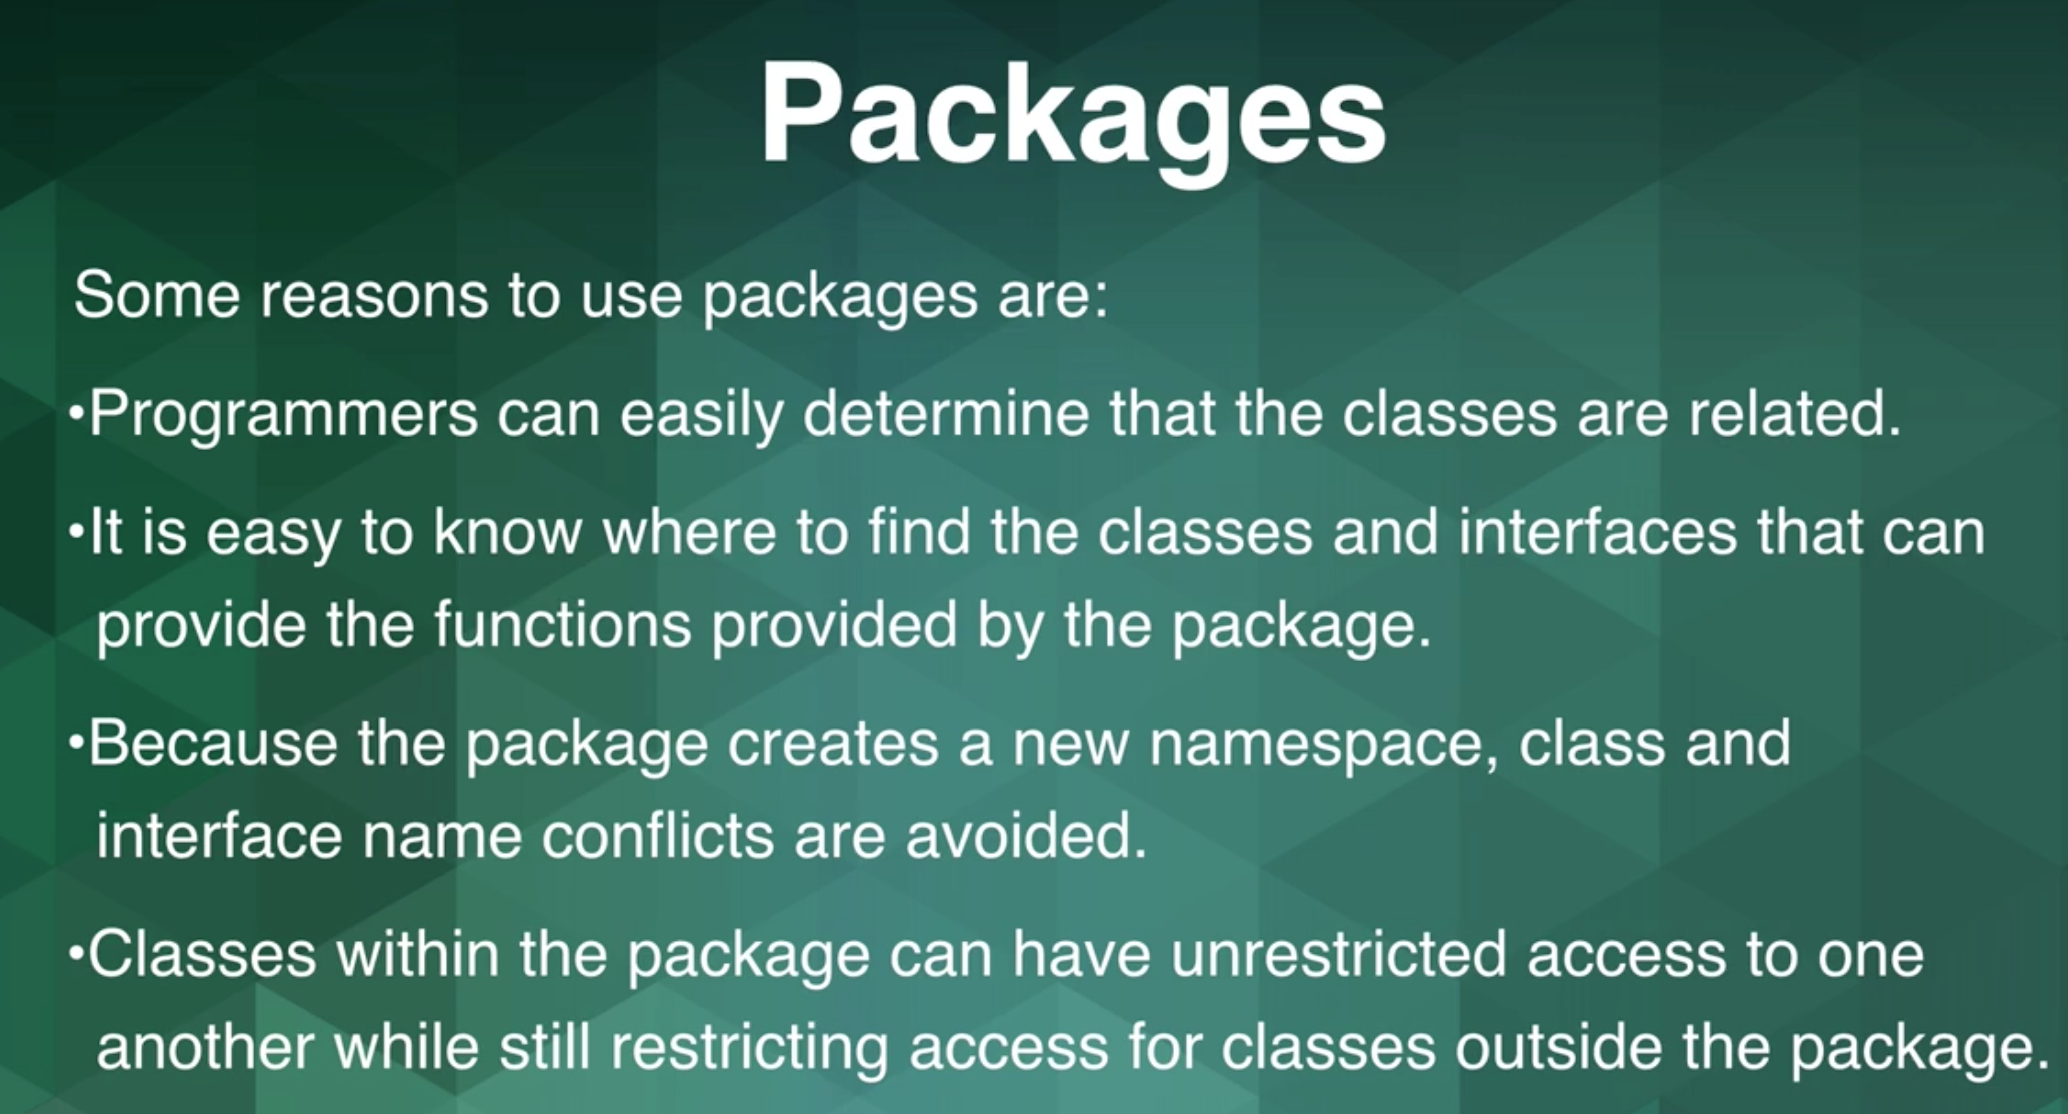 Packages
Some reasons to use packages are:
•Programmers can easily determine that the classes are related.
•It is easy to know where to find the classes and interfaces that can
provide the functions provided by the package.
•Because the package creates a new namespace, class and
interface name conflicts are avoided.
•Classes within the package can have unrestricted access to one
another while still restricting access for classes outside the package.